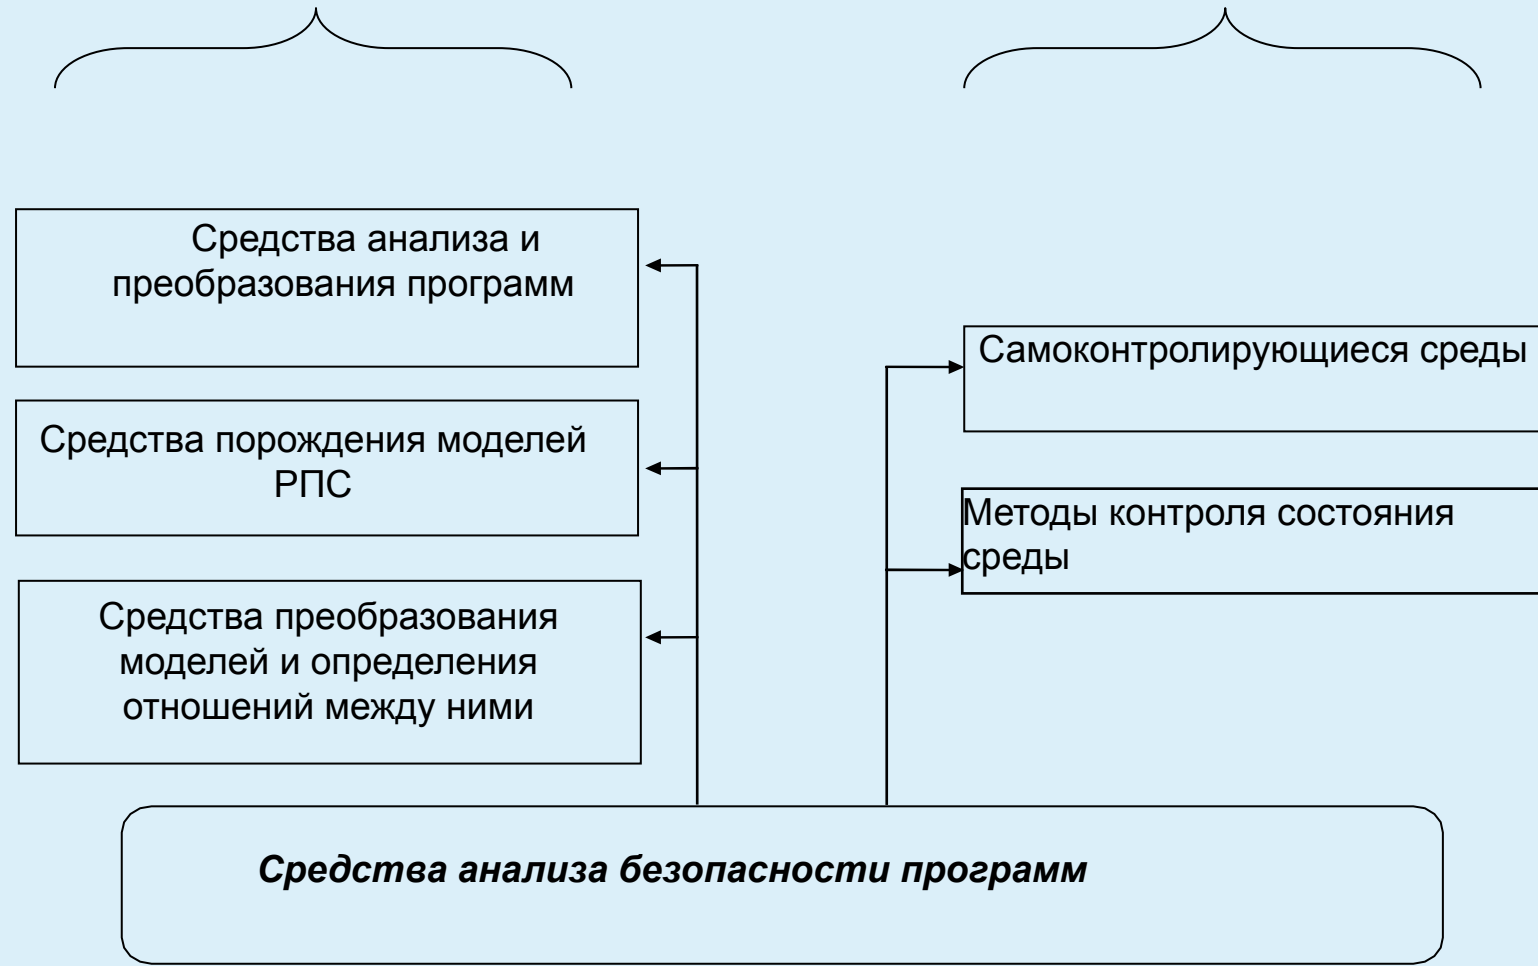 Средства анализа и
преобразования программ
Средства порождения моделей
РПС
Средства преобразования
моделей и определения
отношений между ними
Самоконтролирующиеся среды
Методы контроля состояния
среды
Средства анализа безопасности программ